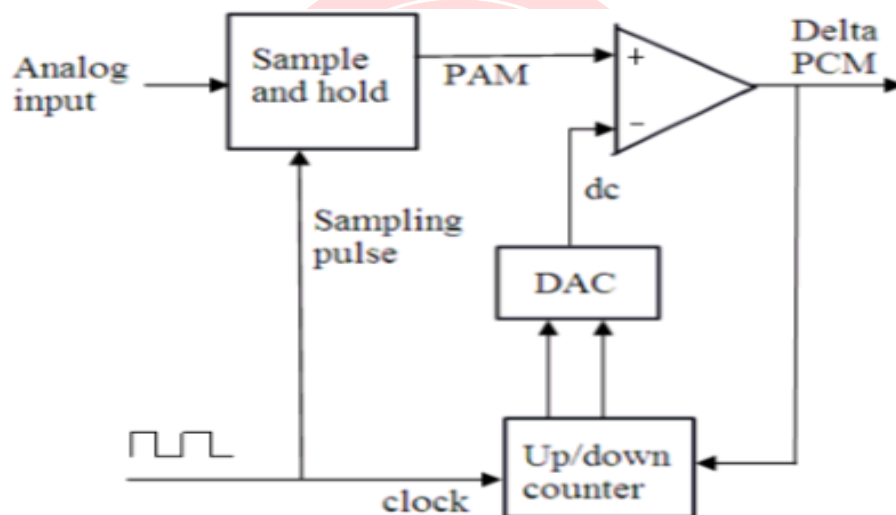 Analog
input
Sample
and hold
PAM
+
−
Delta
PCM
dc
Sampling
pulse
DAC
Up/down
counter
clock